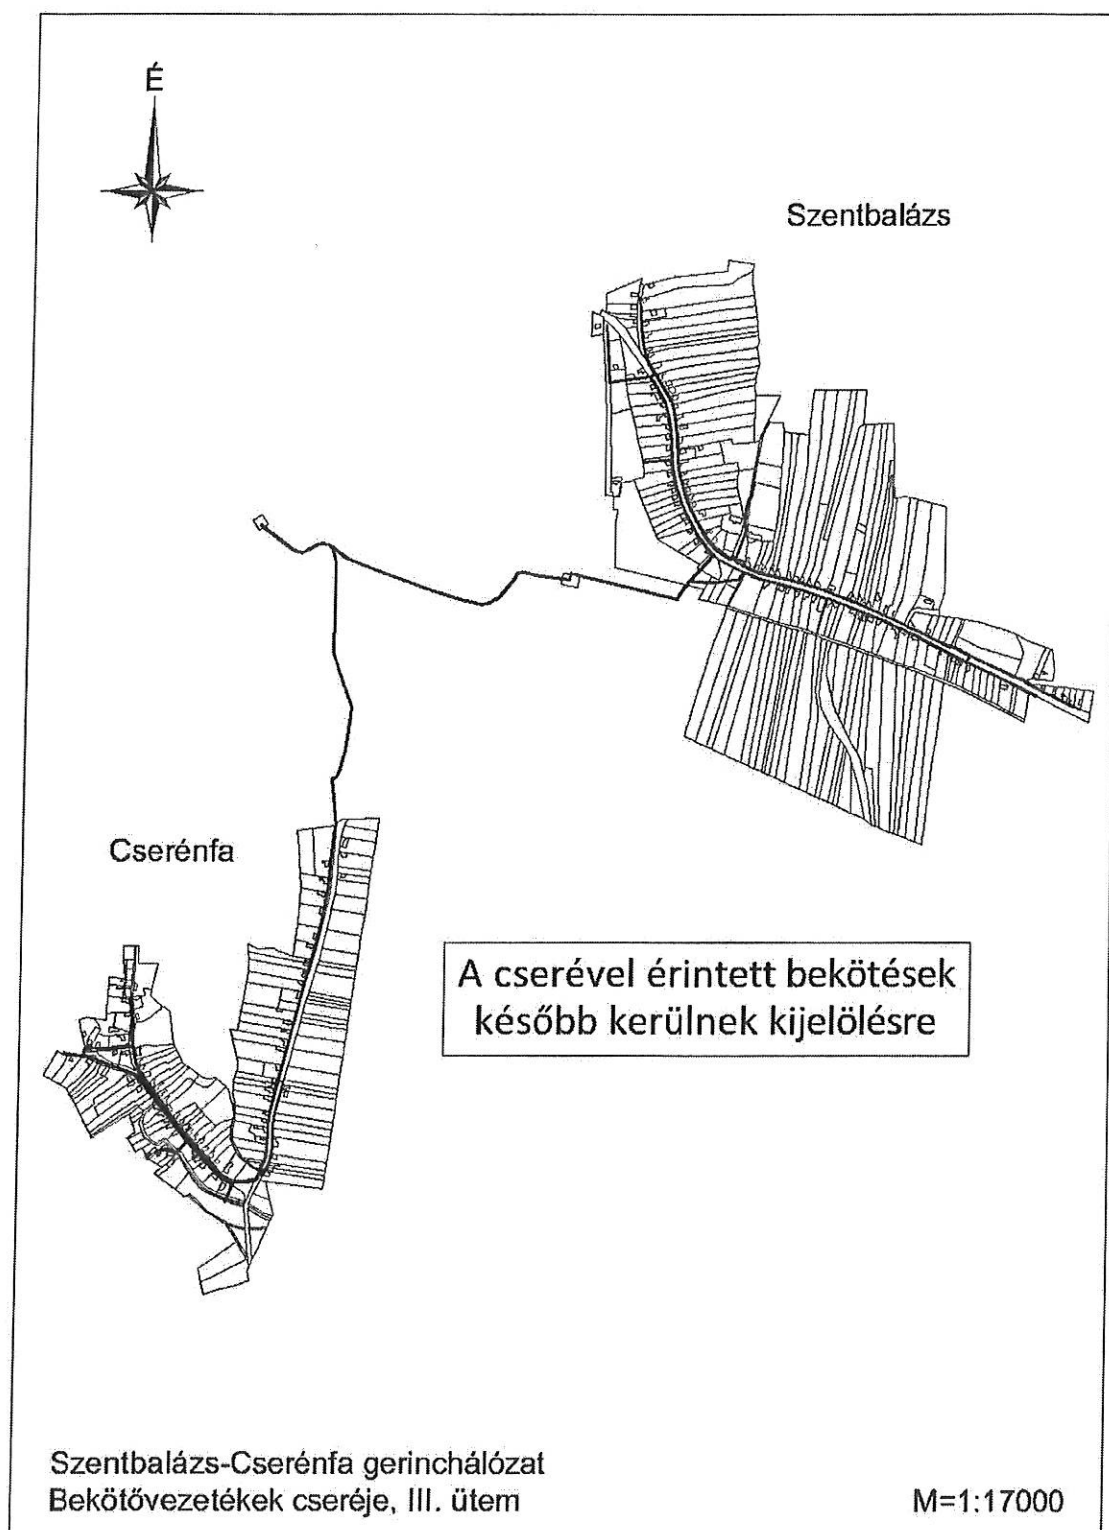 É
Szentbalázs
Cserénfa
A cserével érintett bekötések
később kerülnek kijelölésre
Szentbalázs-Cserénfa gerinchálózat
Bekötővezetékek cseréje, III. ütem
M=1:17000